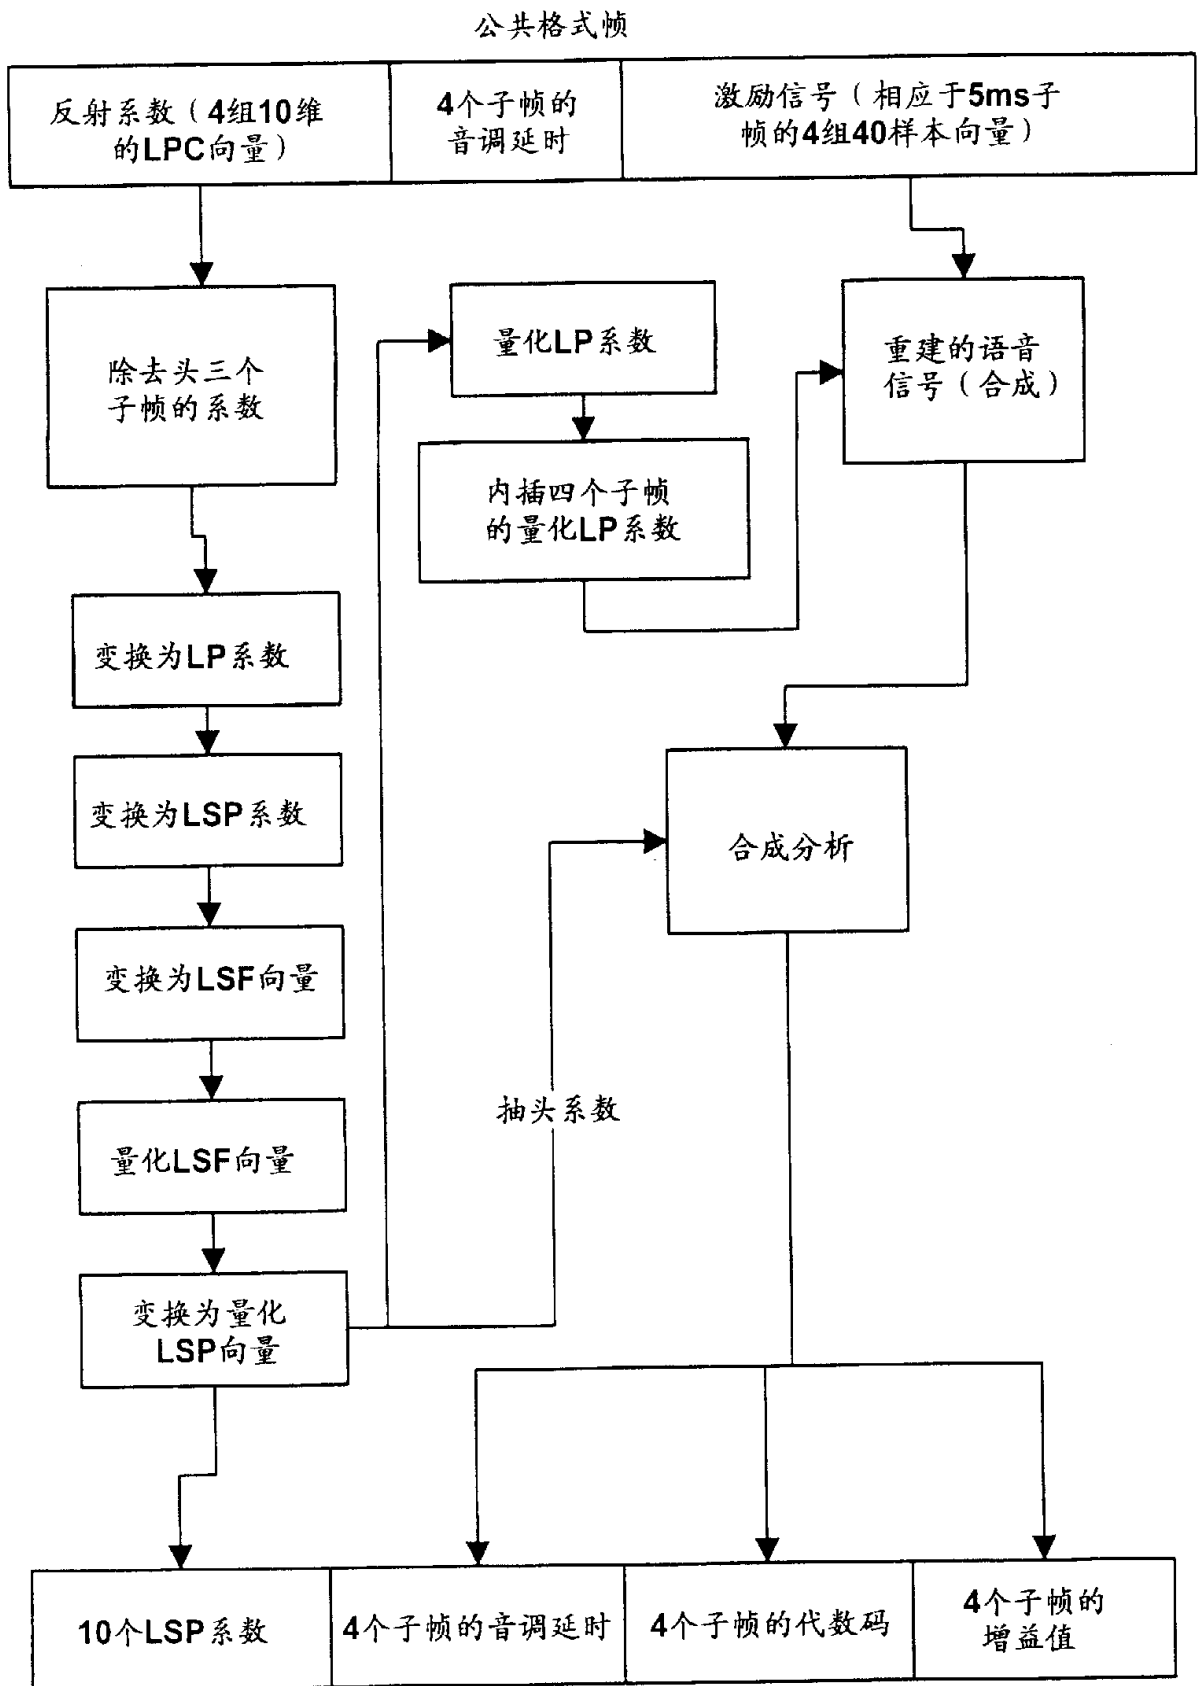 公共格式帧
反射系数（4组10维
的LPC向量）
4个子帧的
音调延时
激励信号（相应于5ms子
帧的4组40样本向量）
除去头三个
子帧的系数
量化LP系数
重建的语音
信号（合成）
内插四个子帧
的量化LP系数
变换为LP系数
变换为LSP系数
合成分析
变换为LSF向量
抽头系数
量化LSF向量
变换为量化
LSP向量
10个LSP系数
4个子帧的音调延时
4个子帧的代数码
4个子帧的
增益值